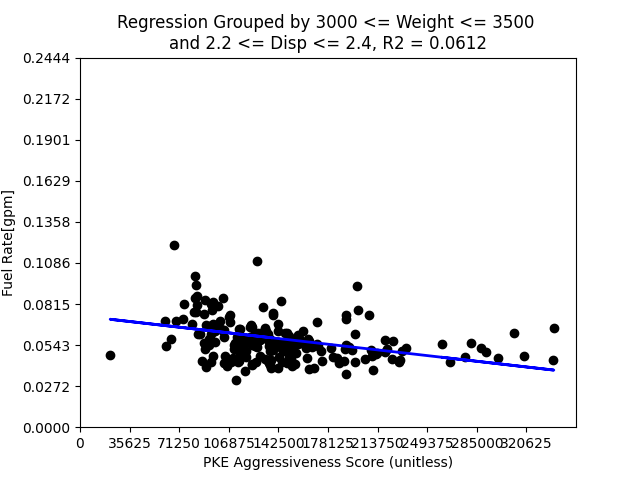 Regression Grouped by 3000 <= Weight <= 3500
and 2.2 <= Disp <= 2.4, R2 = 0.0612
0.2444
0.2172
0.1901
0.1629
0.1358
0.1086
0.0815
0.0543
0.0272
0.0000
Fuel Rate[gpm]
0 35625 71250 106875 142500 178125 213750 249375 285000 320625
PKE Aggressiveness Score (unitless)